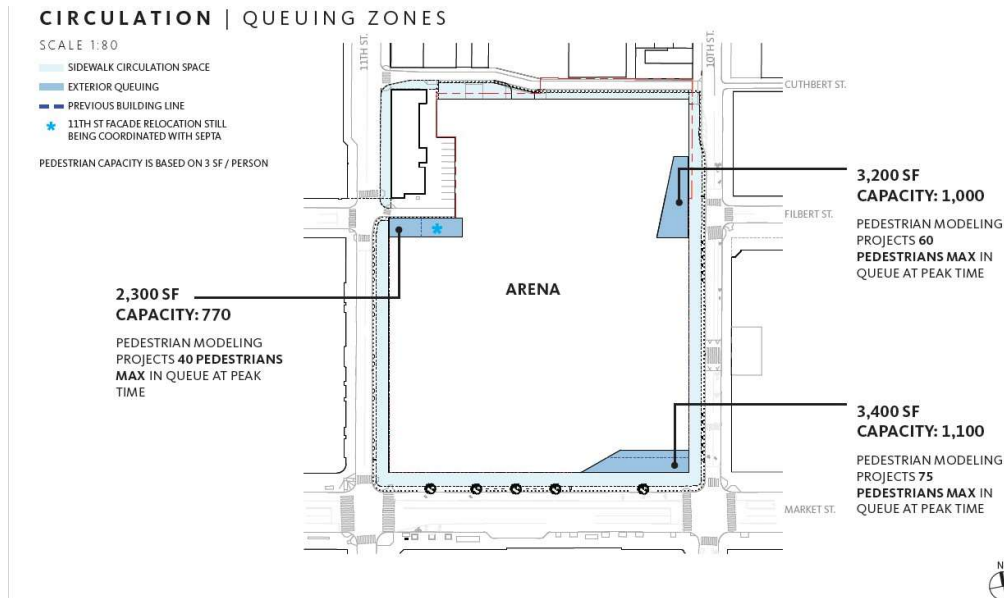 CIRCULATION | QUEUING ZONES
SCALE 1:80
SIDEWALK CIRCULATION SPACE
EXTERIOR QUEUING
PREVIOUS BUILDING LINE
* 11TH ST FACADE RELOCATION STILL
BEING COORDINATED WITH SEPTA
PEDESTRIAN CAPACITY IS BASED ON 3 SF / PERSON
11TH ST.
10TH ST.
CUTHBERT ST.
3,200 SF
CAPACITY: 1,000
PEDESTRIAN MODELING
PROJECTS 60
PEDESTRIANS MAX IN
QUEUE AT PEAK TIME
FILBERT ST.
*
ARENA
2,300 SF
CAPACITY: 770
PEDESTRIAN MODELING
PROJECTS 40 PEDESTRIANS
MAX IN QUEUE AT PEAK
TIME
3,400 SF
CAPACITY: 1,100
PEDESTRIAN MODELING
PROJECTS 75
PEDESTRIANS MAX IN
QUEUE AT PEAK TIME
MARKET ST.
N